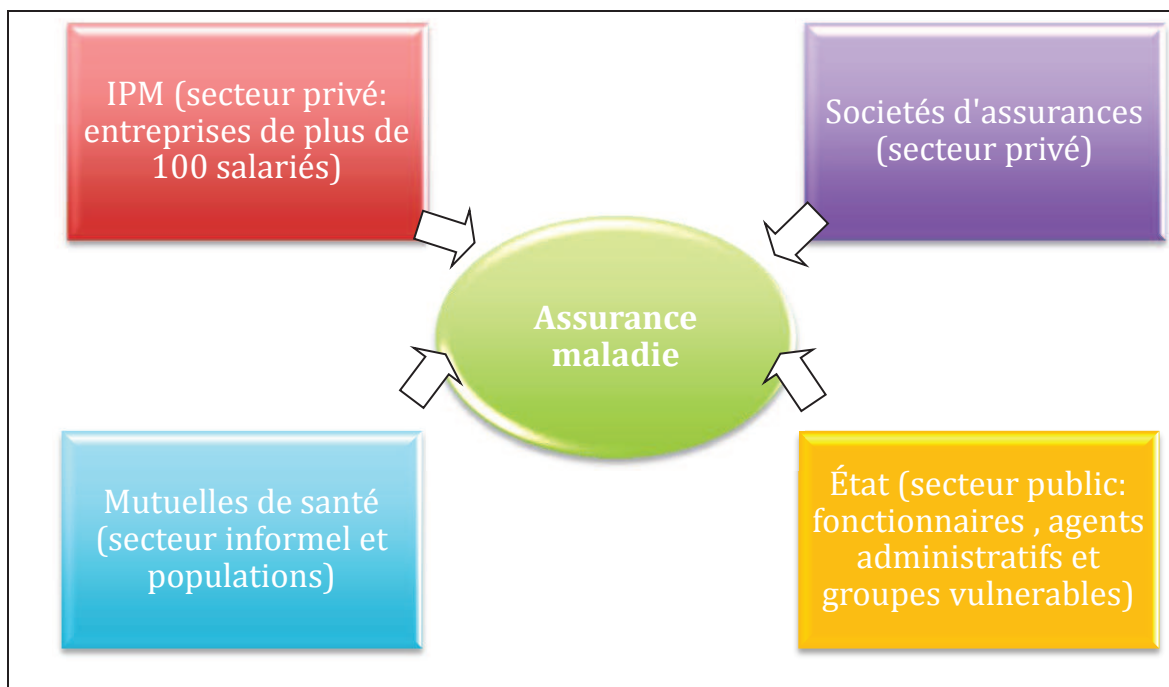 IPM (secteur privé:
entreprises de plus de
100 salariés)
Societés d'assurances
(secteur privé)
Assurance
maladie
Mutuelles de santé
(secteur informel et
populations)
État (secteur public:
fonctionnaires , agents
administratifs et
groupes vulnerables)